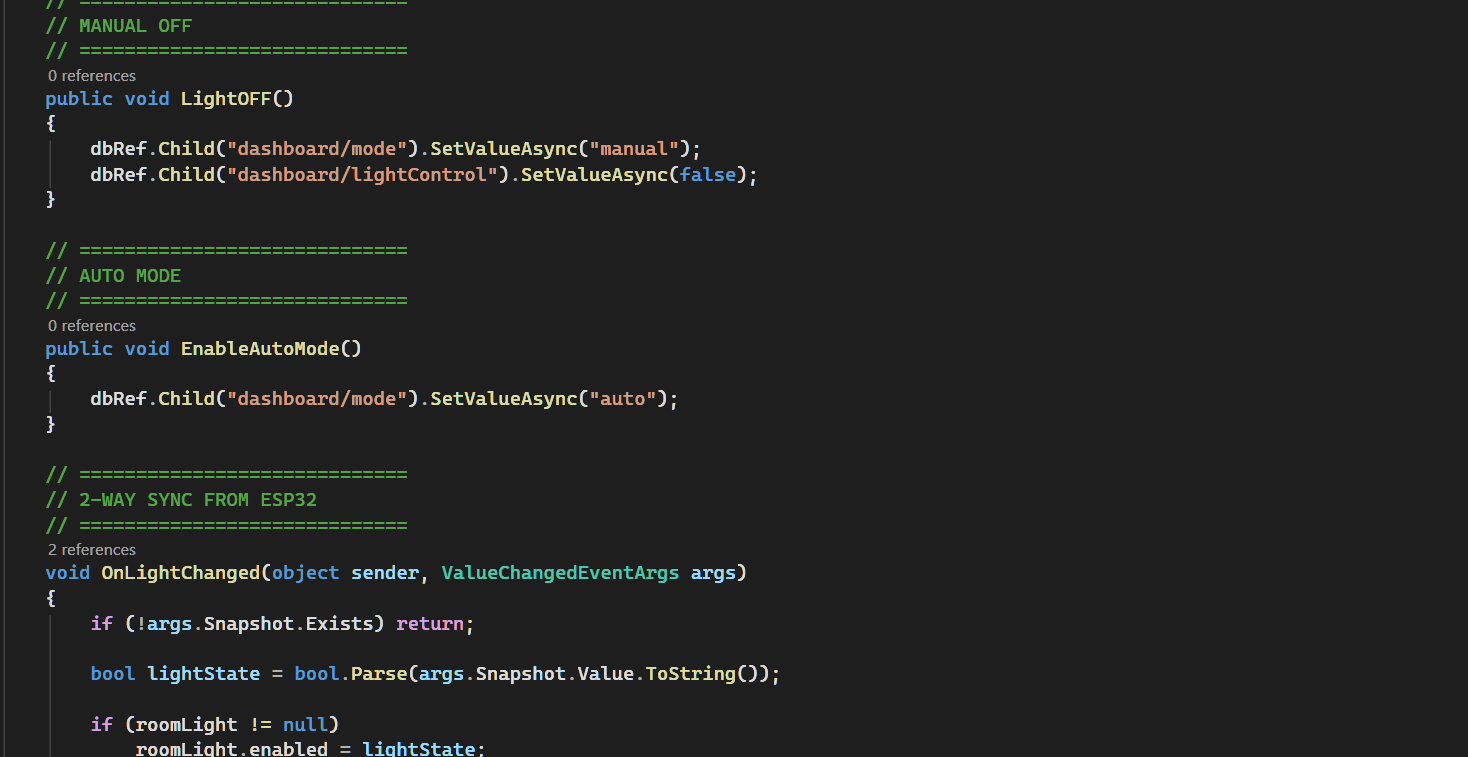 // =============================
// MANUAL OFF
// =============================
0 references
public void LightOFF()
{
    dbRef.Child("dashboard/mode").SetValueAsync("manual");
    dbRef.Child("dashboard/lightControl").SetValueAsync(false);
}
// =============================
// AUTO MODE
// =============================
0 references
public void EnableAutoMode()
{
    dbRef.Child("dashboard/mode").SetValueAsync("auto");
}
// =============================
// 2-WAY SYNC FROM ESP32
// =============================
2 references
void OnLightChanged(object sender, ValueChangedEventArgs args)
{
    if (!args.Snapshot.Exists) return;
    bool lightState = bool.Parse(args.Snapshot.Value.ToString());
    if (roomLight != null)
        roomLight.enabled = lightState;